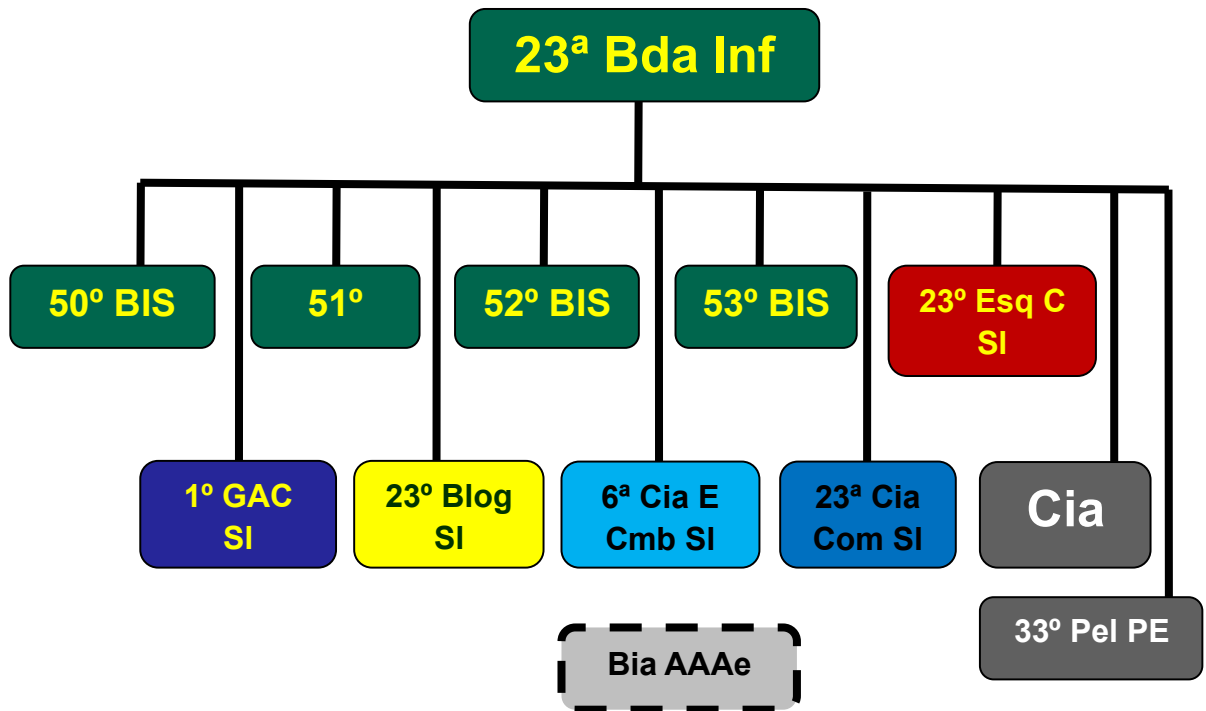 23ª Bda Inf
50º BIS
51º
52º BIS
53º BIS
23º Esq C
SI
1º GAC
SI
23º Blog
SI
6ª Cia E
Cmb SI
23ª Cia
Com SI
Cia
33º Pel PE
Bia AAAe